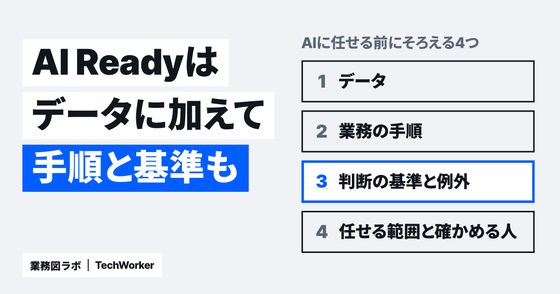 AI Readyは
データに加えて
手順と基準も
AIに任せる前にそろえる4つ
1 データ
2 業務の手順
3 判断の基準と例外
4 任せる範囲と確かめる人
業務図ラボ | TechWorker